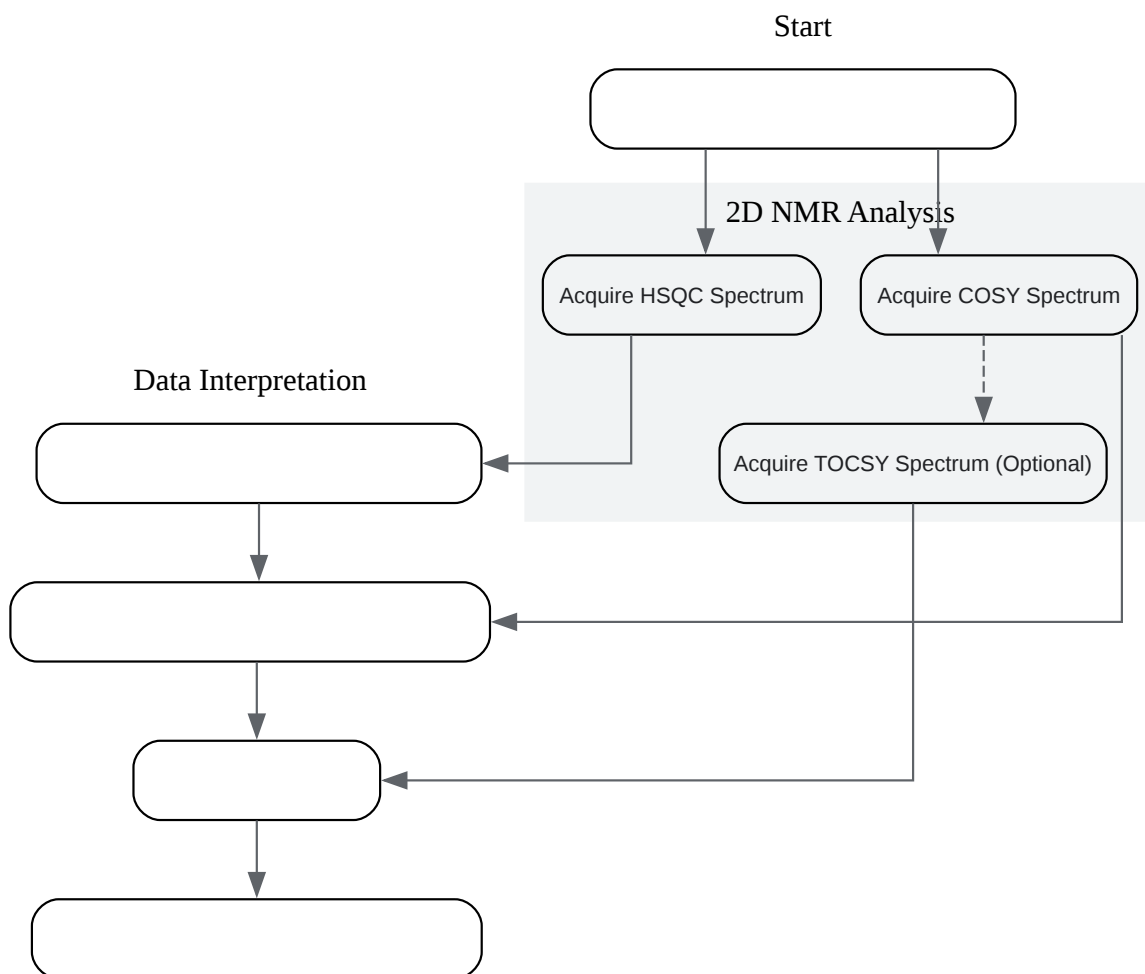 Start
2D NMR Analysis
Acquire HSQC Spectrum
Acquire COSY Spectrum
Data Interpretation
Acquire TOCSY Spectrum (Optional)